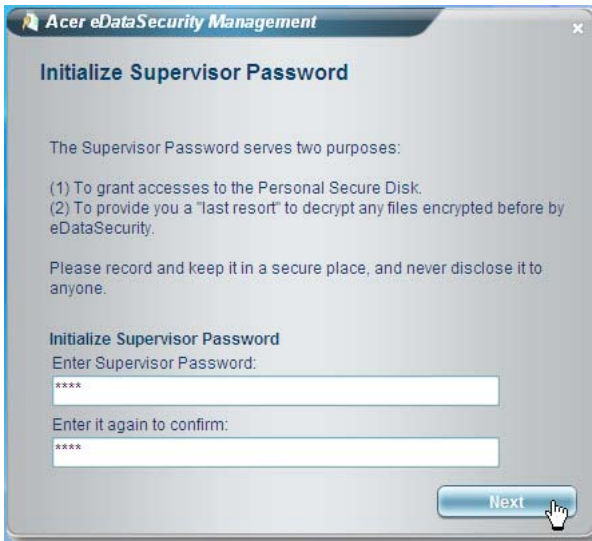 Acer eDataSecurity Management
x
Initialize Supervisor Password
The Supervisor Password serves two purposes:
(1) To grant accesses to the Personal Secure Disk.
(2) To provide you a "last resort" to decrypt any files encrypted before by
eDataSecurity.
Please record and keep it in a secure place, and never disclose it to
anyone.
Initialize Supervisor Password
Enter Supervisor Password:
****
Enter it again to confirm:
****
Next